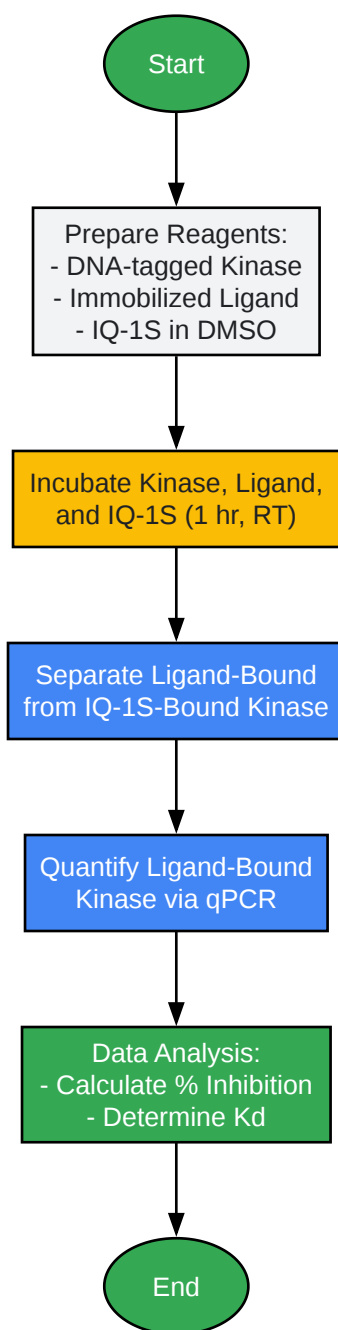 Start
Prepare Reagents:
- DNA-tagged Kinase
- Immobilized Ligand
- IQ-1S in DMSO
Incubate Kinase, Ligand,
and IQ-1S (1 hr, RT)
Separate Ligand-Bound
from IQ-1S-Bound Kinase
Quantify Ligand-Bound
Kinase via qPCR
Data Analysis:
- Calculate % Inhibition
- Determine Kd
End